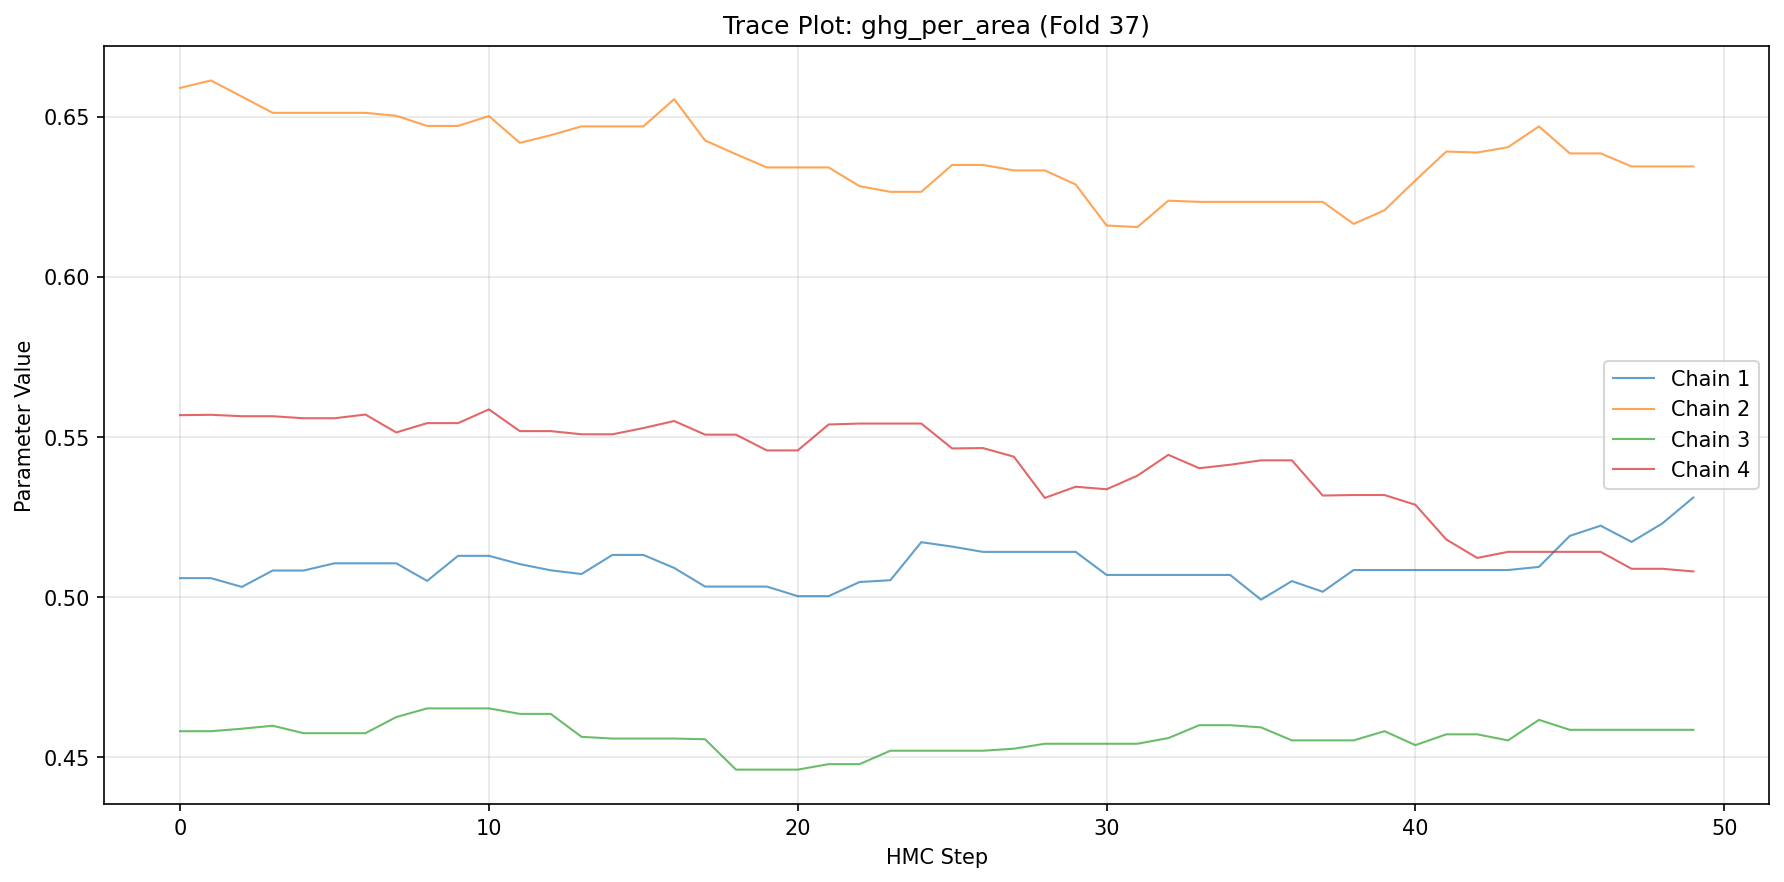 Trace Plot: ghg_per_area (Fold 37)
Parameter Value
0.65
0.60
0.55
0.50
0.45
Chain 1
Chain 2
Chain 3
Chain 4
0 10 20 30 40 50
HMC Step